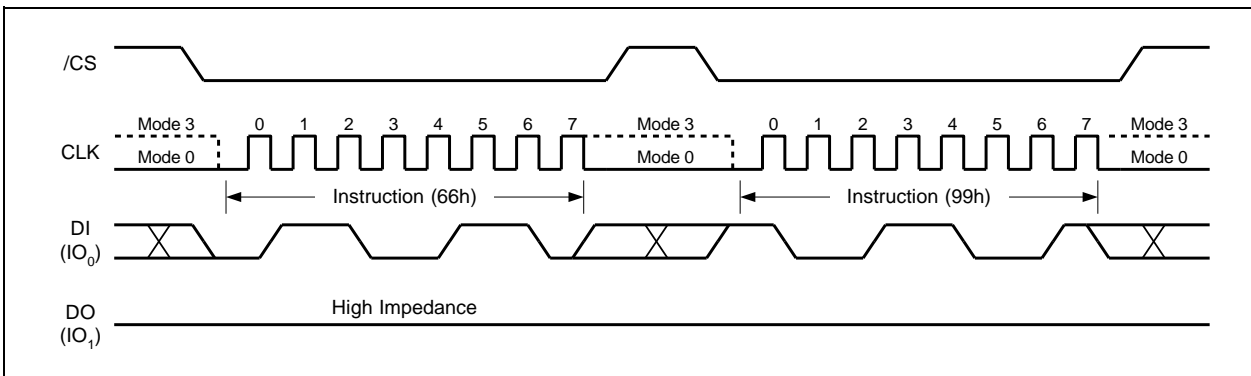 /CS
Mode 3 0 1 2 3 4 5 6 7 Mode 3 0 1 2 3 4 5 6 7 Mode 3
CLK Mode 0 Mode 0 Mode 0
Instruction (66h) Instruction (99h)
DI
(IO₀)
High Impedance
DO
(IO₁)